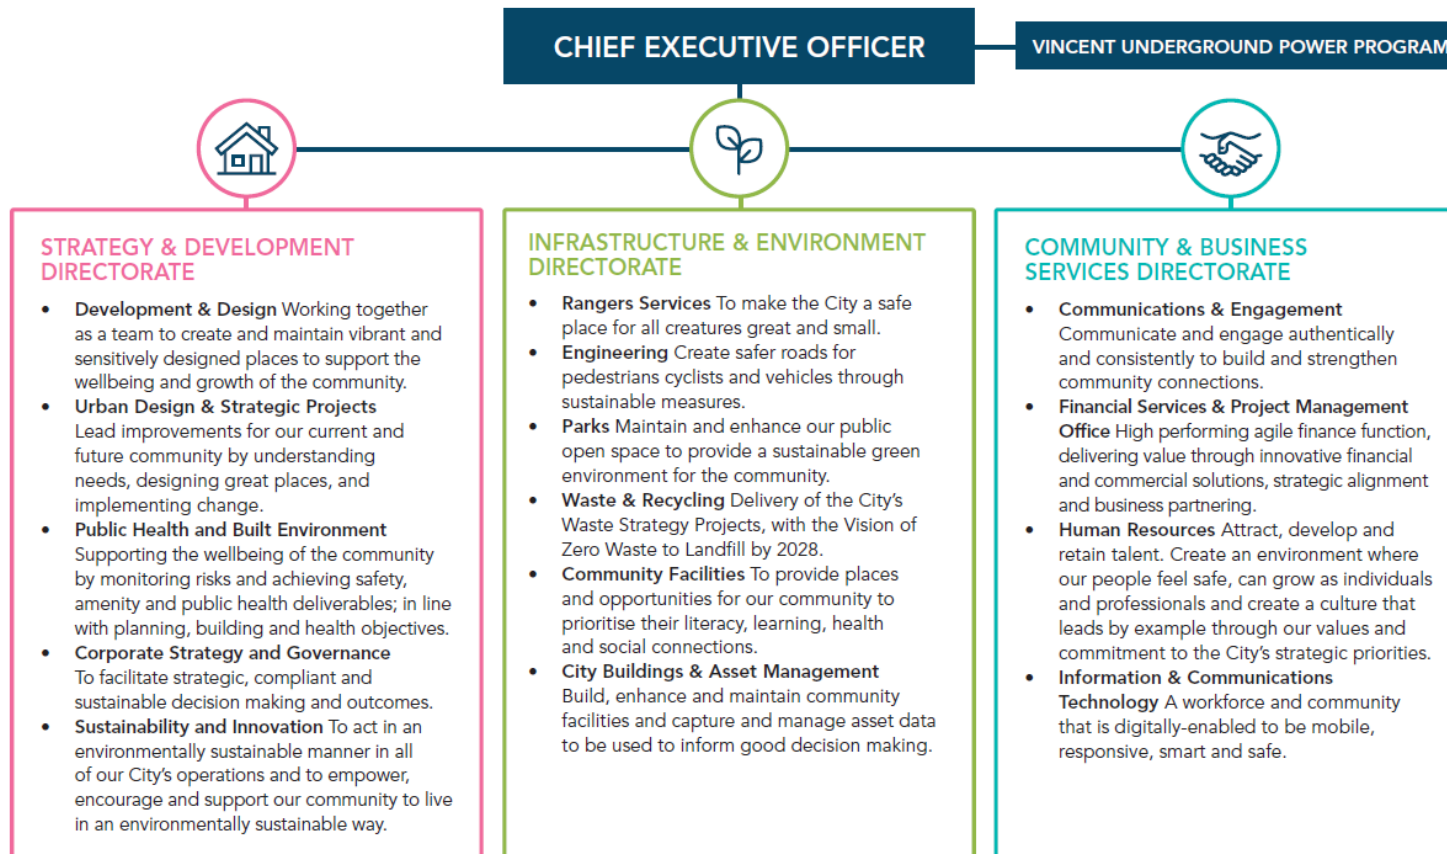 CHIEF EXECUTIVE OFFICER
VINCENT UNDERGROUND POWER PROGRAM
STRATEGY & DEVELOPMENT
DIRECTORATE
• Development & Design Working together
as a team to create and maintain vibrant and
sensitively designed places to support the
wellbeing and growth of the community.
• Urban Design & Strategic Projects
Lead improvements for our current and
future community by understanding
needs, designing great places, and
implementing change.
• Public Health and Built Environment
Supporting the wellbeing of the community
by monitoring risks and achieving safety,
amenity and public health deliverables; in line
with planning, building and health objectives.
• Corporate Strategy and Governance
To facilitate strategic, compliant and
sustainable decision making and outcomes.
• Sustainability and Innovation To act in an
environmentally sustainable manner in all
of our City's operations and to empower,
encourage and support our community to live
in an environmentally sustainable way.
INFRASTRUCTURE & ENVIRONMENT
DIRECTORATE
• Rangers Services To make the City a safe
place for all creatures great and small.
• Engineering Create safer roads for
pedestrians cyclists and vehicles through
sustainable measures.
• Parks Maintain and enhance our public
open space to provide a sustainable green
environment for the community.
• Waste & Recycling Delivery of the City's
Waste Strategy Projects, with the Vision of
Zero Waste to Landfill by 2028.
• Community Facilities To provide places
and opportunities for our community to
prioritise their literacy, learning, health
and social connections.
• City Buildings & Asset Management
Build, enhance and maintain community
facilities and capture and manage asset data
to be used to inform good decision making.
COMMUNITY & BUSINESS
SERVICES DIRECTORATE
• Communications & Engagement
Communicate and engage authentically
and consistently to build and strengthen
community connections.
• Financial Services & Project Management
Office High performing agile finance function,
delivering value through innovative financial
and commercial solutions, strategic alignment
and business partnering.
• Human Resources Attract, develop and
retain talent. Create an environment where
our people feel safe, can grow as individuals
and professionals and create a culture that
leads by example through our values and
commitment to the City's strategic priorities.
• Information & Communications
Technology A workforce and community
that is digitally-enabled to be mobile,
responsive, smart and safe.